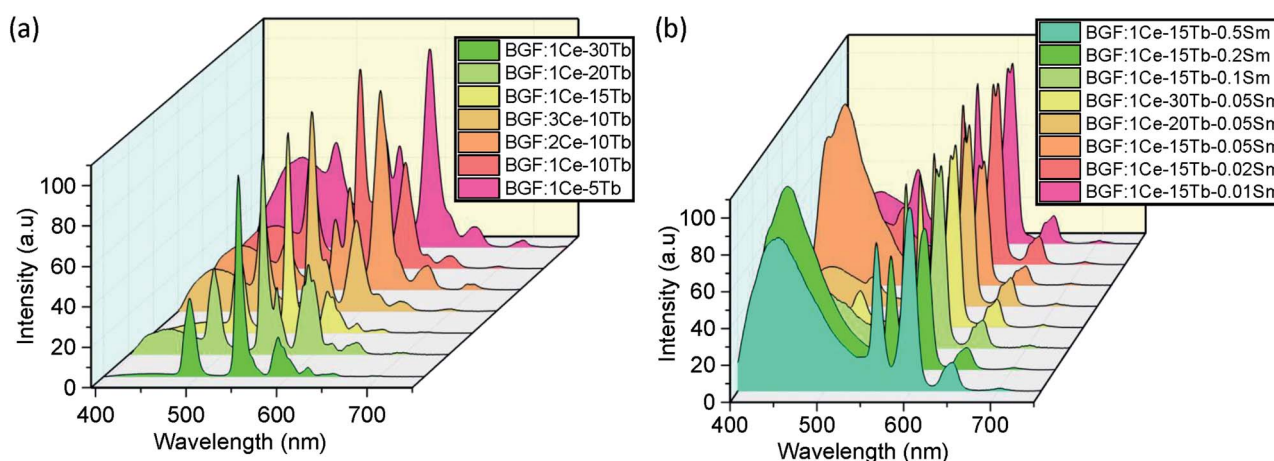 (a)
BGF:1Ce-30Tb
BGF:1Ce-20Tb
BGF:1Ce-15Tb
BGF:3Ce-10Tb
BGF:2Ce-10Tb
BGF:1Ce-10Tb
BGF:1Ce-5Tb
100
80
60
40
20
0
Intensity (a.u)
400
500
600
700
Wavelength (nm)
(b)
BGF:1Ce-15Tb-0.5Sm
BGF:1Ce-15Tb-0.2Sm
BGF:1Ce-15Tb-0.1Sm
BGF:1Ce-30Tb-0.05Sm
BGF:1Ce-20Tb-0.05Sm
BGF:1Ce-15Tb-0.05Sm
BGF:1Ce-15Tb-0.02Sm
BGF:1Ce-15Tb-0.01Sm
100
80
60
40
20
0
Intensity (a.u)
400
500
600
700
Wavelength (nm)